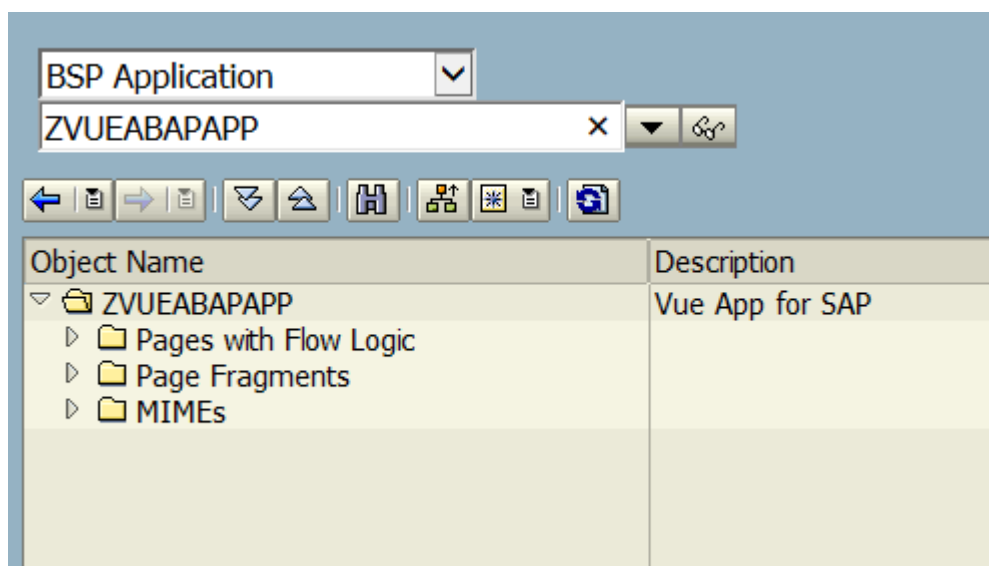 BSP Application
ZVUEABAPAPP
Object Name Description
ZVUEABAPAPP Vue App for SAP
Pages with Flow Logic
Page Fragments
MIMEs